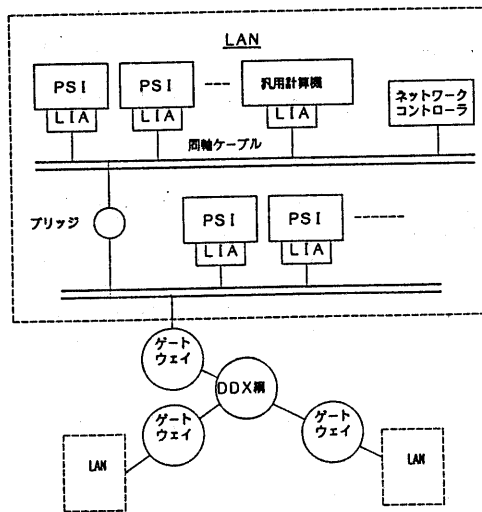 LAN
PSI
PSI
汎用計算機
ネットワーク
コントローラ
LIA
LIA
LIA
同軸ケーブル
ブリッジ
PSI
PSI
LIA
LIA
ゲート
ウェイ
DDX網
ゲート
ウェイ
ゲート
ウェイ
LAN
LAN